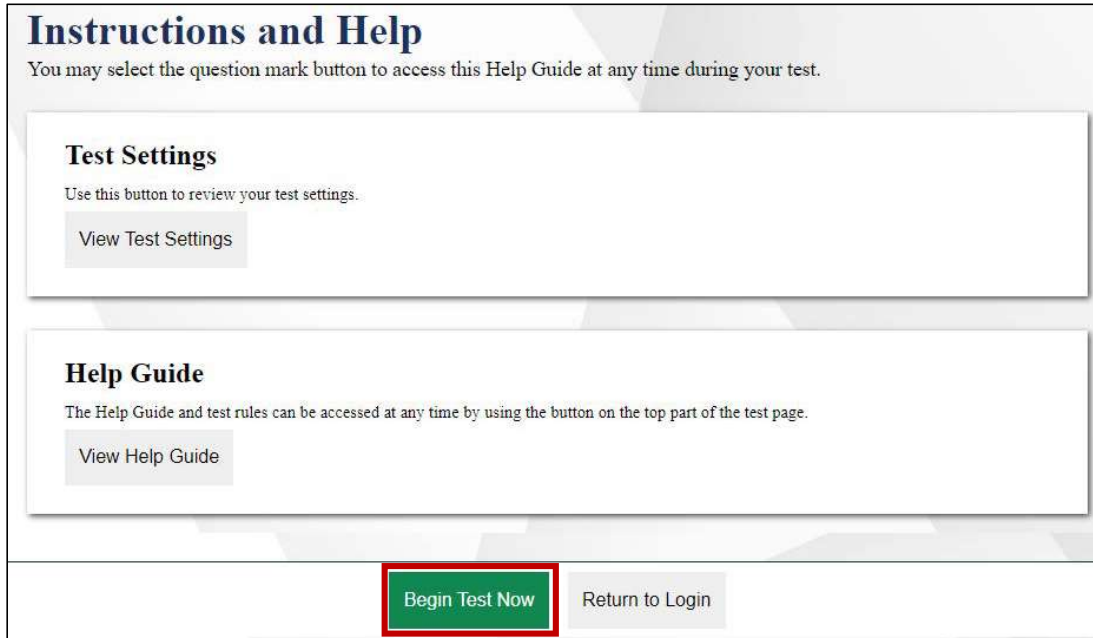 Instructions and Help
You may select the question mark button to access this Help Guide at any time during your test.
Test Settings
Use this button to review your test settings.
View Test Settings
Help Guide
The Help Guide and test rules can be accessed at any time by using the button on the top part of the test page.
View Help Guide
Begin Test Now
Return to Login